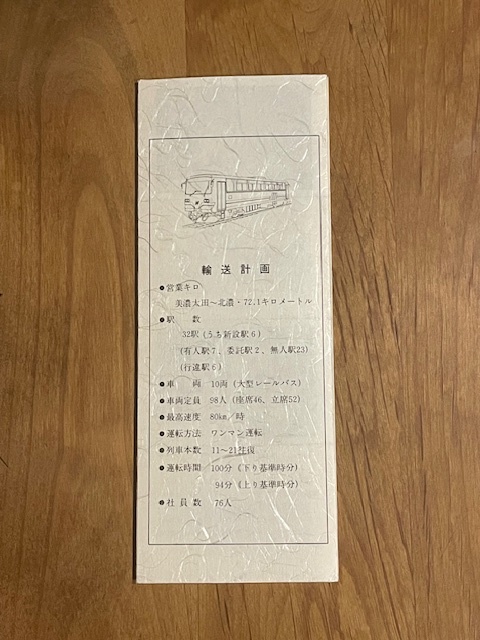 輸送計画
●営業キロ
美濃太田～北濃・72.1キロメートル
●駅数
32駅(うち新設駅6)
(有人駅7、委託駅2、無人駅23)
(行違駅6)
●車両 10両(大型レールバス)
●車両定員 98人(座席46、立席52)
●最高速度 80km／時
●運転方法 ワンマン運転
●列車本数 11～21往復
●運転時間 100分(下り基準時分)
94分(上り基準時分)
●社員数 76人